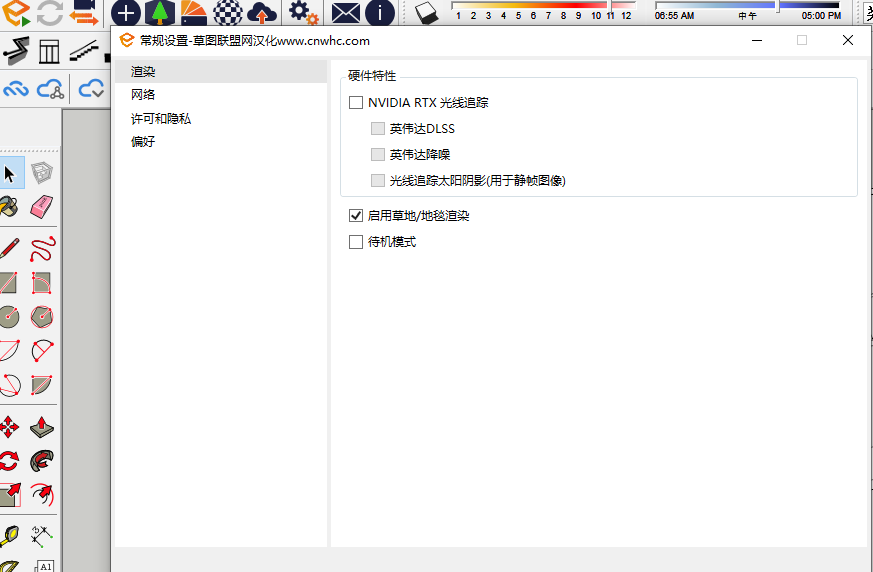 1 2 3 4 5 6 7 8 9 10 11 12
06:55 AM 中午 05:00 PM
常规设置-草图联盟网汉化www.cnwhc.com
渲染
网络
许可和隐私
偏好
硬件特性
NVIDIA RTX 光线追踪
英伟达DLSS
英伟达降噪
光线追踪太阳阴影(用于静帧图像)
启用草地/地毯渲染
待机模式
A1